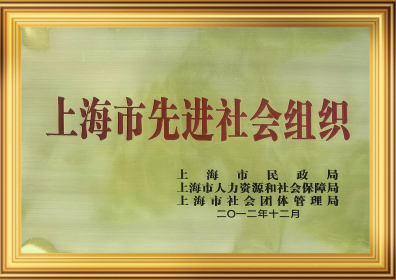 上海市先进社会组织
上海市民政局
上海市人力资源和社会保障局
上海市社会团体管理局
二〇一二年十二月